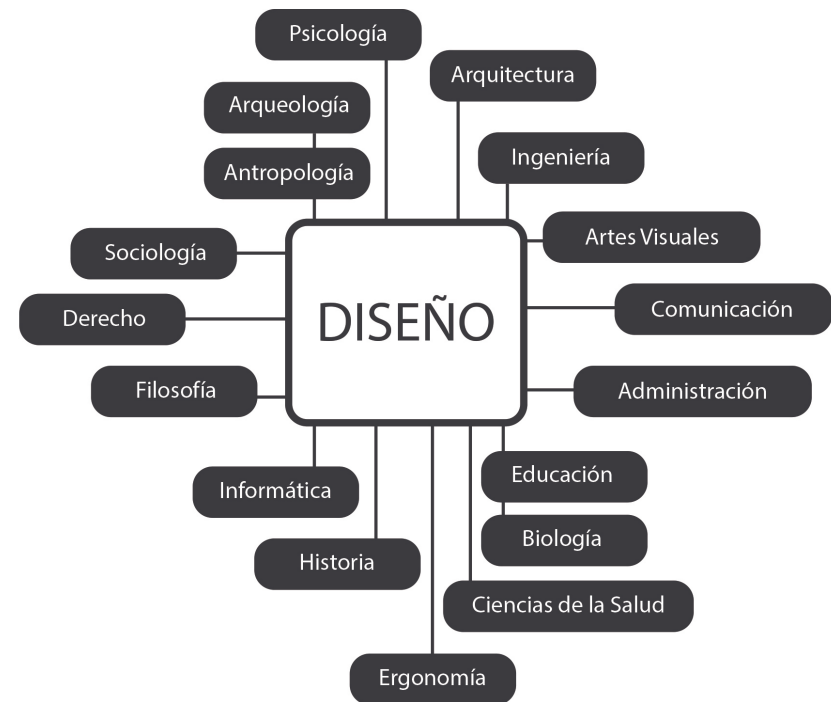 Psicología
Arquitectura
Arqueología
Ingeniería
Antropología
Artes Visuales
Sociología
Comunicación
DISEÑO
Derecho
Filosofía
Administración
Educación
Informática
Biología
Historia
Ciencias de la Salud
Ergonomía